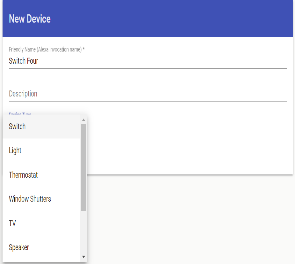 New Device
Friendly Name (Alexa invocation name) *
Switch Four
Description
Switch
Light
Thermostat
Window Shutters
TV
Speaker